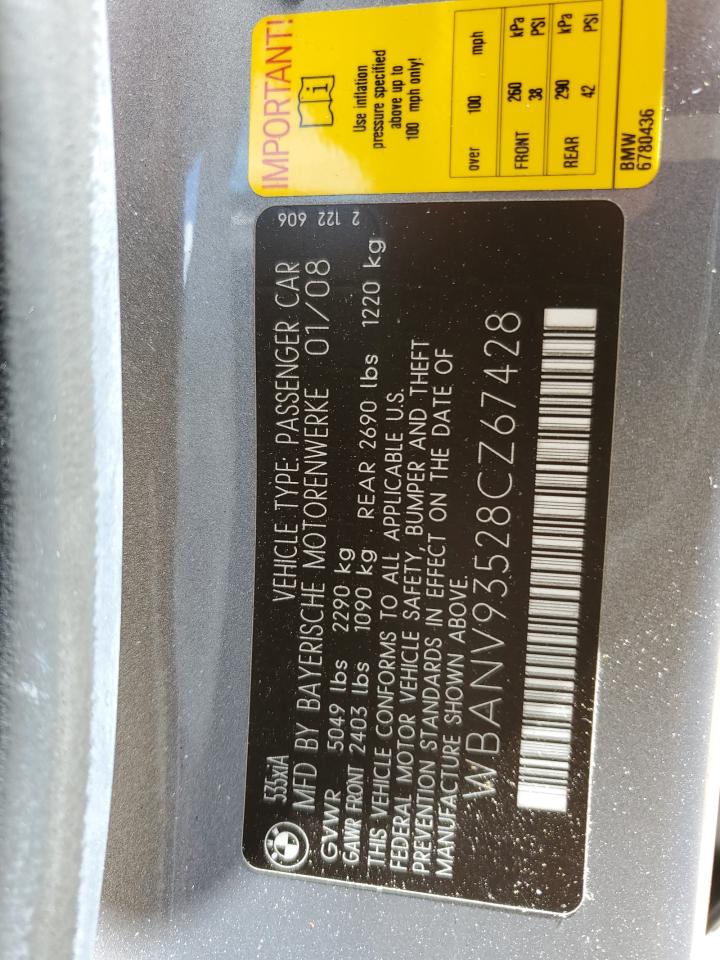 535xiA
VEHICLE TYPE: PASSENGER CAR
MFD BY BAYERISCHE MOTORENWERKE 01/08
GVWR 5049 lbs 2290 kg
GAWR FRONT 2403 lbs 1090 kg REAR 2690 lbs 1220 kg
THIS VEHICLE CONFORMS TO ALL APPLICABLE U.S.
FEDERAL MOTOR VEHICLE SAFETY, BUMPER AND THEFT
PREVENTION STANDARDS IN EFFECT ON THE DATE OF
MANUFACTURE SHOWN ABOVE.
WBANV93528CZ67428
2 122 606
IMPORTANT!
i
Use inflation
pressure specified
above up to
100 mph only!
over 100 mph
FRONT 260 kPa
38 PSI
REAR 290 kPa
42 PSI
BMW
6780436